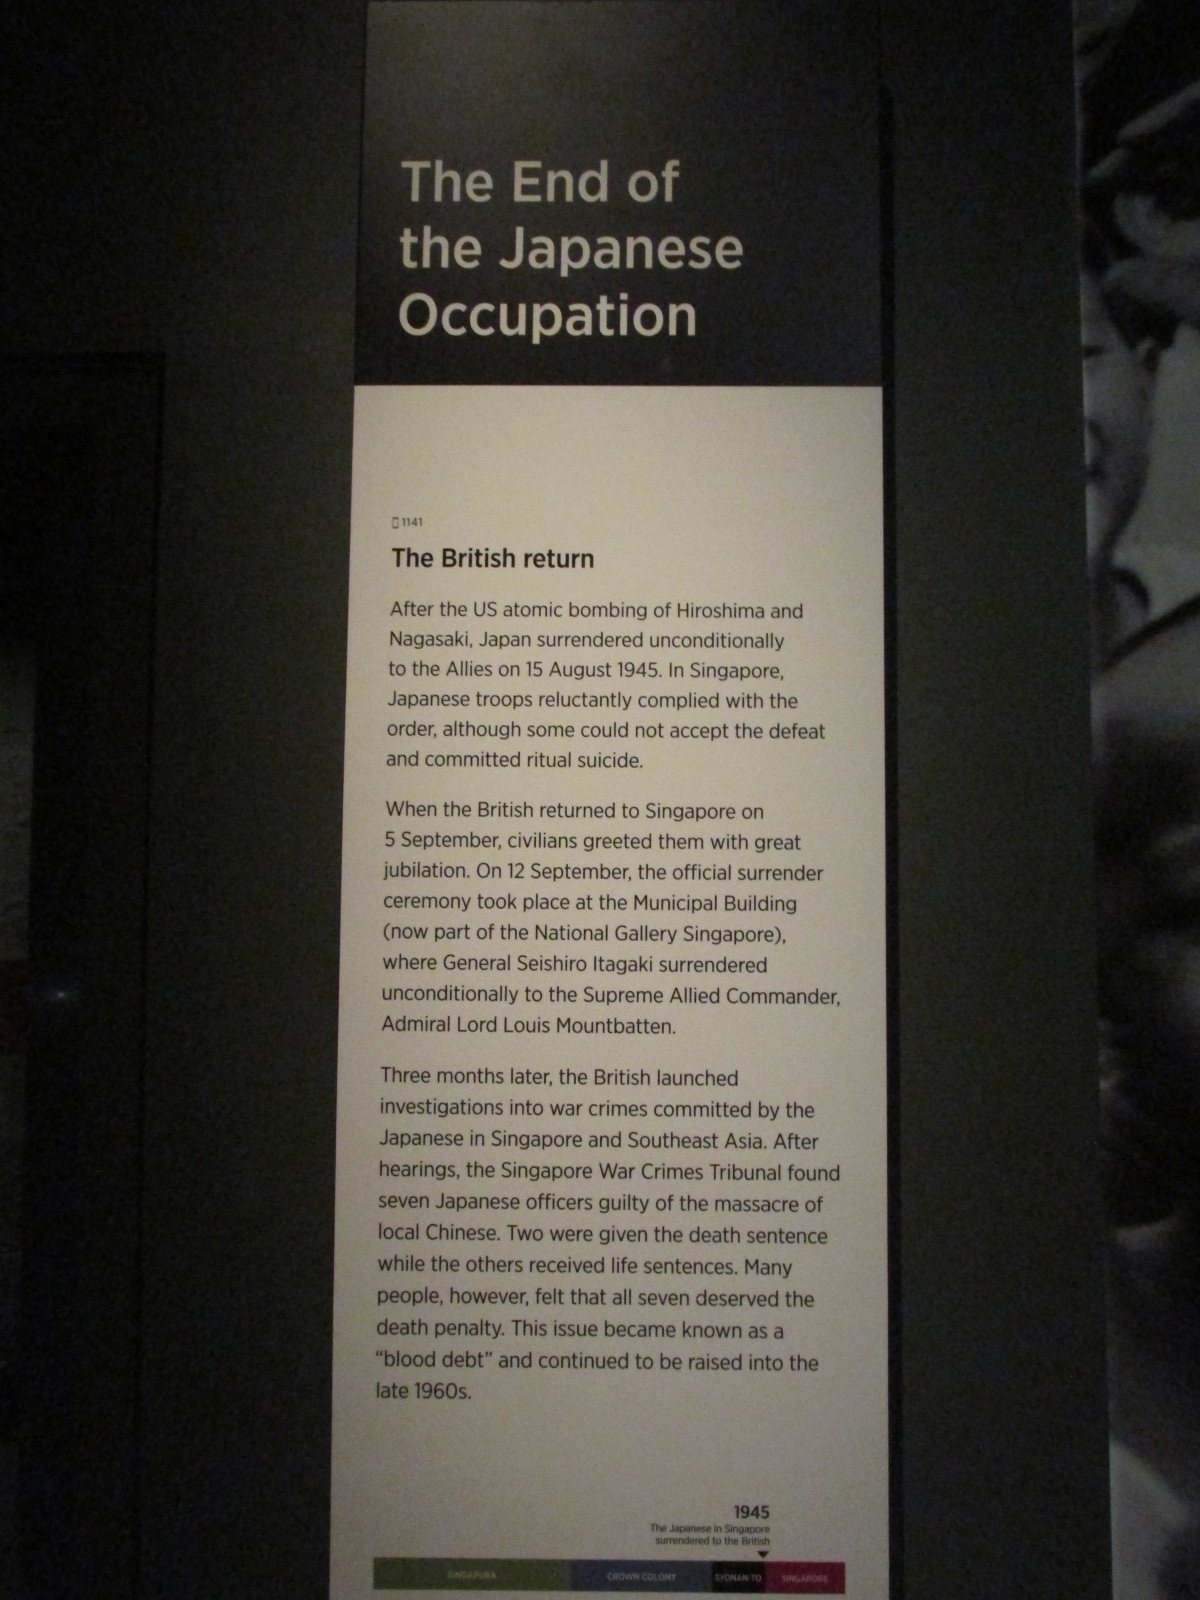 The End of
the Japanese
Occupation
1141
The British return
After the US atomic bombing of Hiroshima and
Nagasaki, Japan surrendered unconditionally
to the Allies on 15 August 1945. In Singapore,
Japanese troops reluctantly complied with the
order, although some could not accept the defeat
and committed ritual suicide.
When the British returned to Singapore on
5 September, civilians greeted them with great
jubilation. On 12 September, the official surrender
ceremony took place at the Municipal Building
(now part of the National Gallery Singapore),
where General Seishiro Itagaki surrendered
unconditionally to the Supreme Allied Commander,
Admiral Lord Louis Mountbatten.
Three months later, the British launched
investigations into war crimes committed by the
Japanese in Singapore and Southeast Asia. After
hearings, the Singapore War Crimes Tribunal found
seven Japanese officers guilty of the massacre of
local Chinese. Two were given the death sentence
while the others received life sentences. Many
people, however, felt that all seven deserved the
death penalty. This issue became known as a
“blood debt” and continued to be raised into the
late 1960s.
1945
The Japanese in Singapore
surrendered to the British
SINGAPURA CROWN COLONY SYONAN-TO SINGAPORE